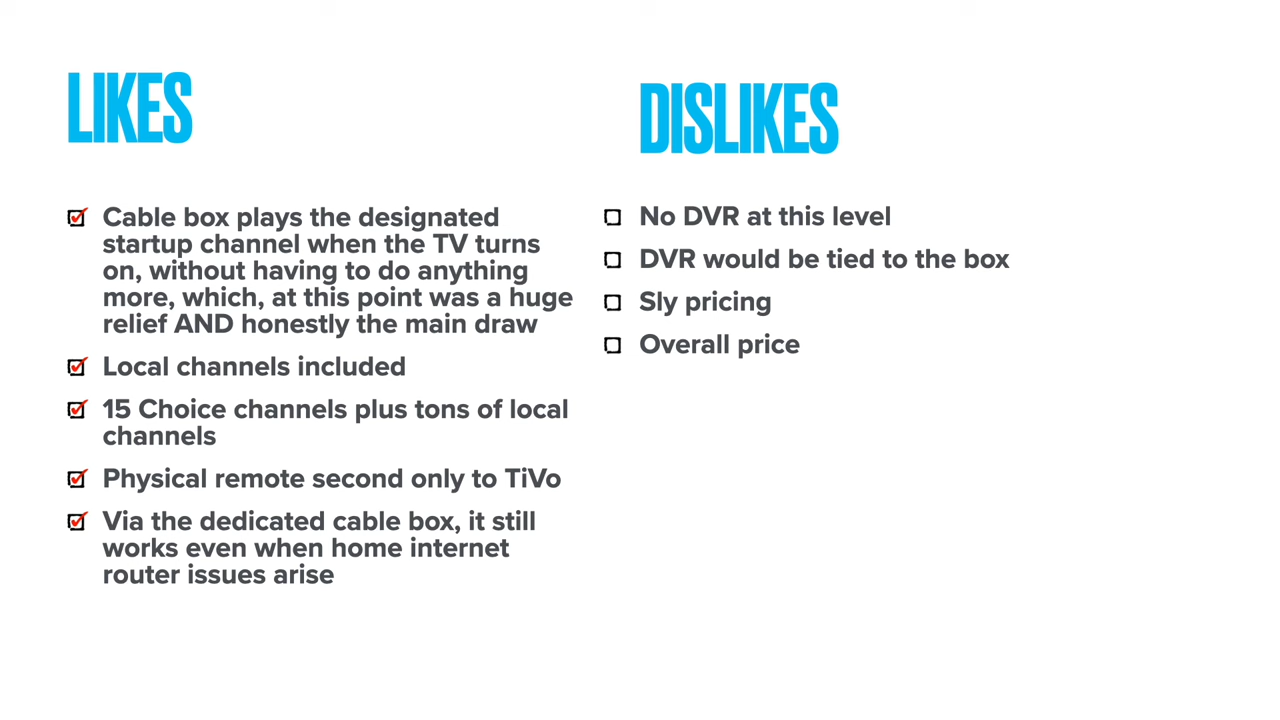 LIKES
Cable box plays the designated
startup channel when the TV turns
on, without having to do anything
more, which, at this point was a huge
relief AND honestly the main draw
Local channels included
15 Choice channels plus tons of local
channels
Physical remote second only to TiVo
Via the dedicated cable box, it still
works even when home internet
router issues arise
DISLIKES
No DVR at this level
DVR would be tied to the box
Sly pricing
Overall price